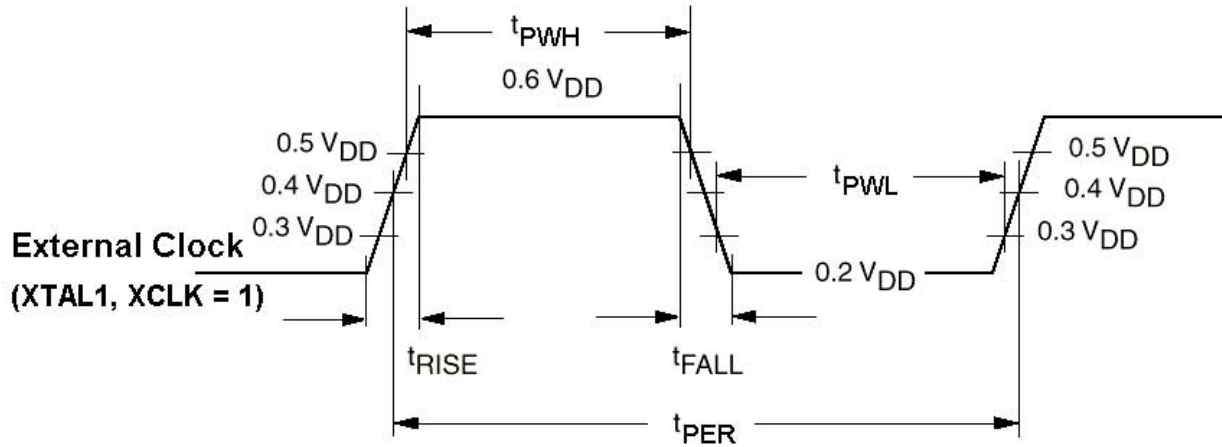 tPWH
0.6 VDD
0.5 VDD
0.5 VDD
0.4 VDD
tPWL
0.4 VDD
0.3 VDD
0.3 VDD
External Clock
0.2 VDD
(XTAL1, XCLK = 1)
tRISE
tFALL
tPER